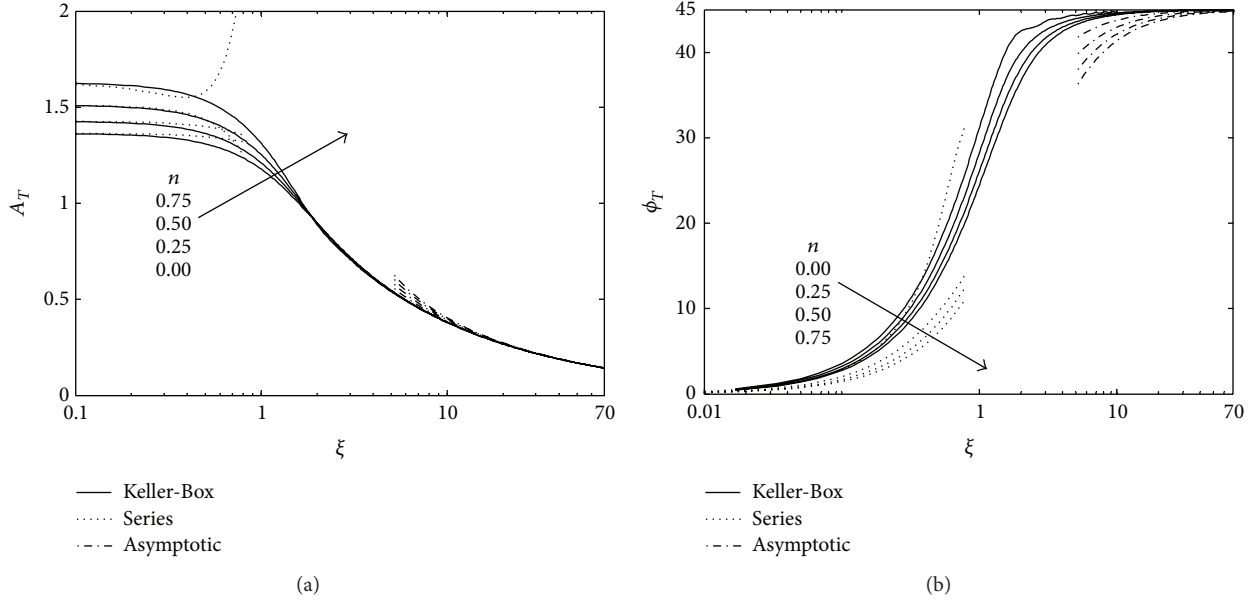 2
1.5
1
0.5
0
A_T
n
0.75
0.50
0.25
0.00
0.1
1
10
70
ξ
Keller-Box
Series
Asymptotic
(a)
45
40
30
20
10
0
ϕ_T
n
0.00
0.25
0.50
0.75
0.01
1
10
70
ξ
Keller-Box
Series
Asymptotic
(b)